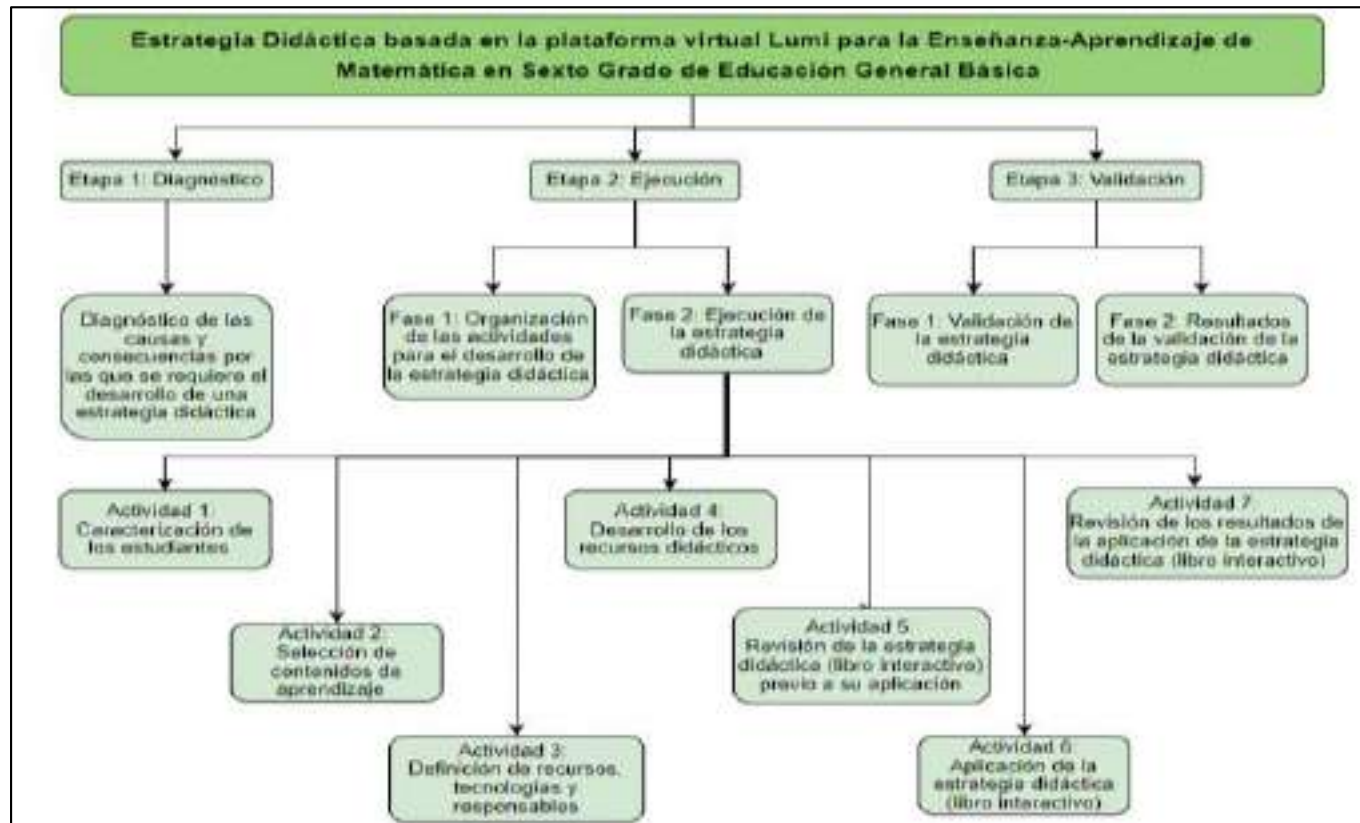 Estrategia Didáctica basada en la plataforma virtual Lumi para la Enseñanza-Aprendizaje de
Matemática en Sexto Grado de Educación General Básica
Etapa 1: Diagnóstico
Etapa 2: Ejecución
Etapa 3: Validación
Diagnóstico de las
causas y
consecuencias por
las que se requiere el
desarrollo de una
estrategia didáctica
Fase 1: Organización
de las actividades
para el desarrollo de
la estrategia didáctica
Fase 2: Ejecución de
la estrategia
didáctica
Fase 1: Validación de
la estrategia
didáctica
Fase 2: Resultados
de la validación de la
estrategia didáctica
Actividad 1:
Caracterización de
los estudiantes
Actividad 4:
Desarrollo de los
recursos didácticos
Actividad 7:
Revisión de los resultados de
la aplicación de la estrategia
didáctica (libro interactivo)
Actividad 2:
Selección de
contenidos de
aprendizaje
Actividad 5:
Revisión de la estrategia
didáctica (libro interactivo)
previo a su aplicación
Actividad 3:
Definición de recursos,
tecnologías y
responsables
Actividad 6:
Aplicación de la
estrategia didáctica
(libro interactivo)